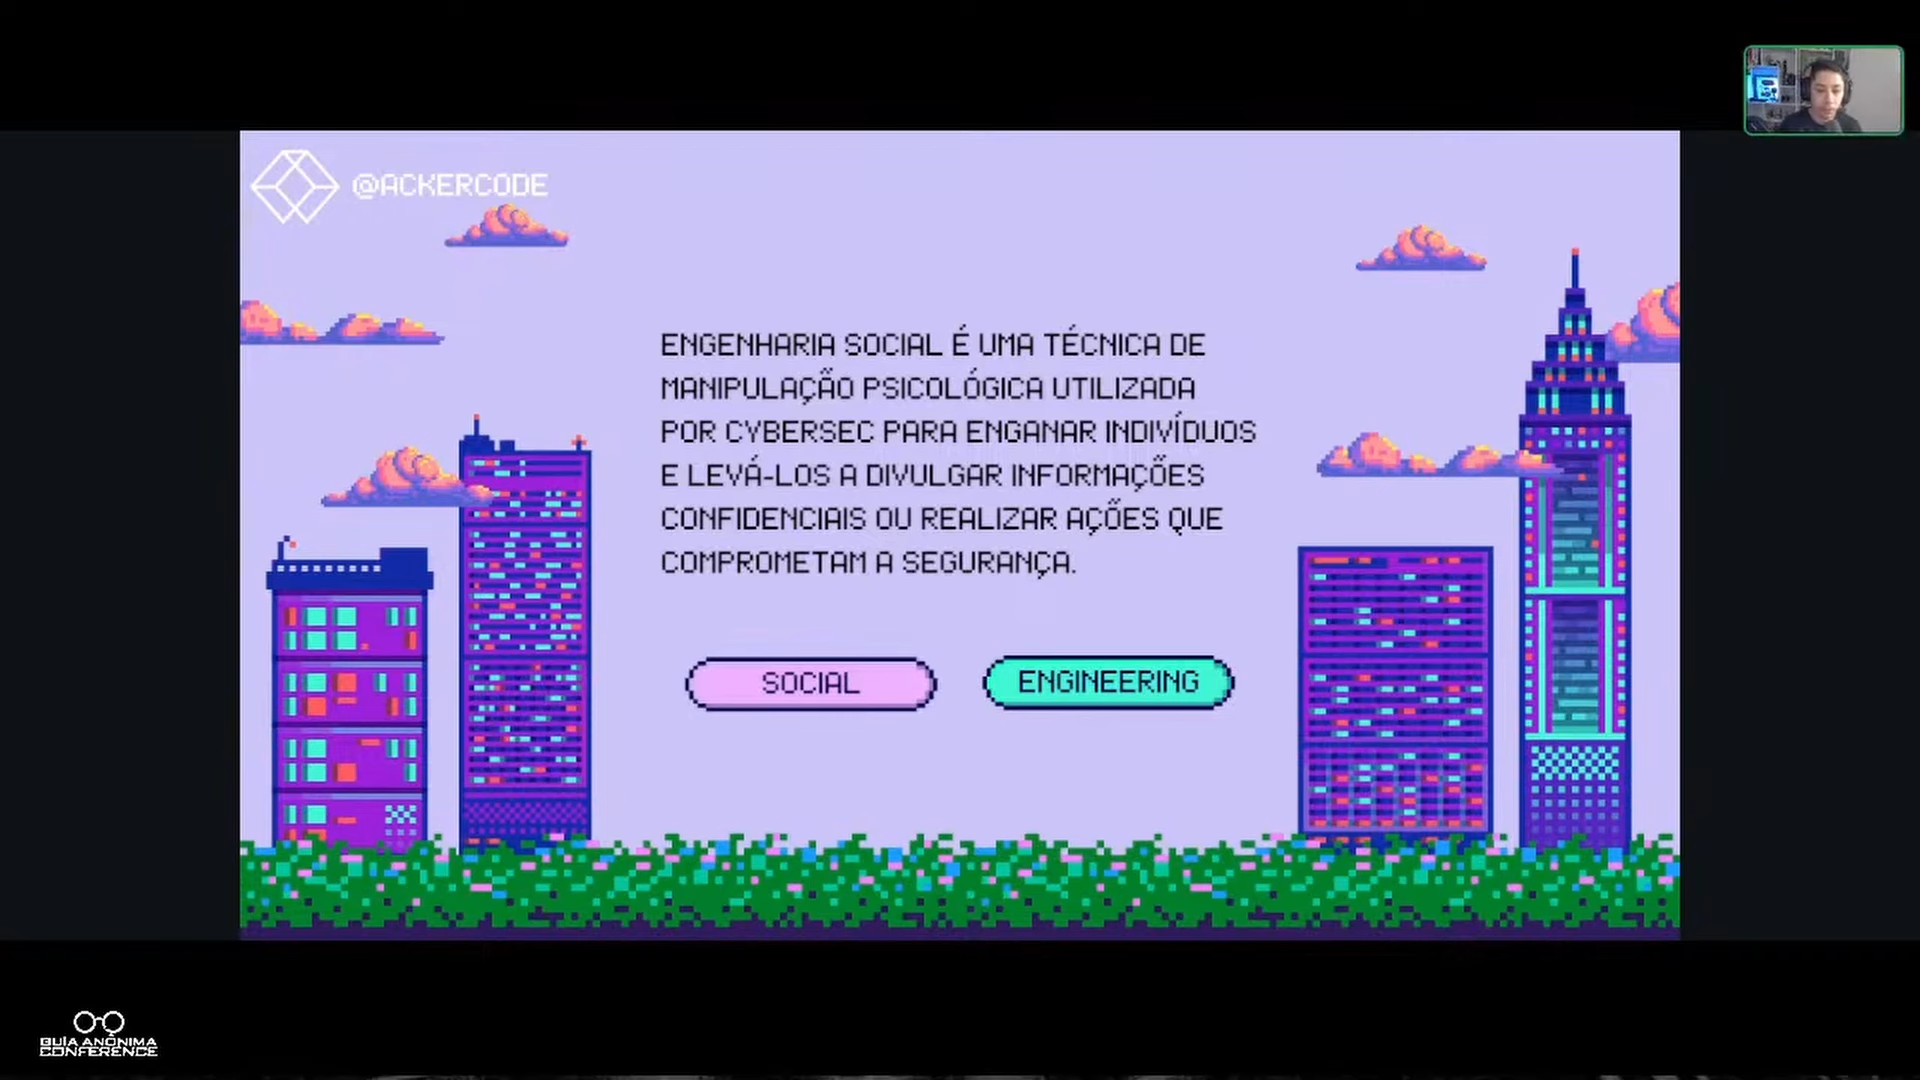 @ACKERCODE
ENGENHARIA SOCIAL É UMA TÉCNICA DE
MANIPULAÇÃO PSICOLÓGICA UTILIZADA
POR CYBERSEC PARA ENGANAR INDIVÍDUOS
E LEVÁ-LOS A DIVULGAR INFORMAÇÕES
CONFIDENCIAIS OU REALIZAR AÇÕES QUE
COMPROMETAM A SEGURANÇA.
SOCIAL
ENGINEERING
GUIA ANÔNIMA
CONFERENCE